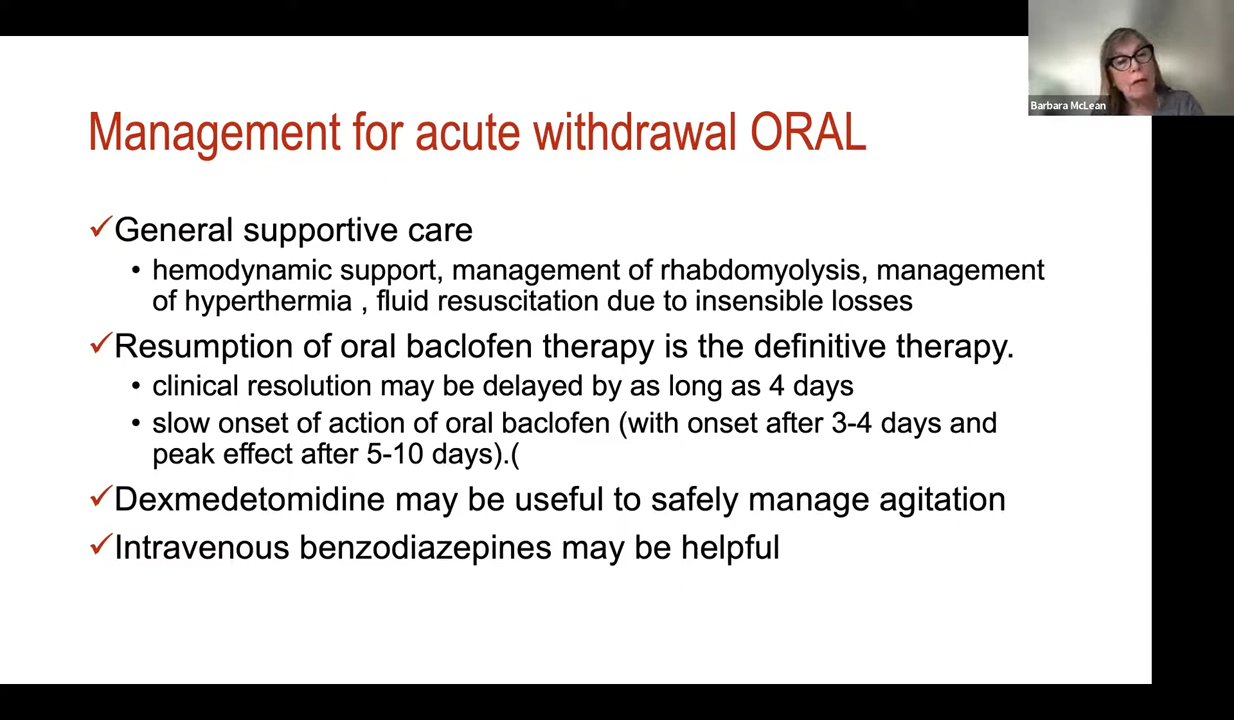 Barbara McLean
Management for acute withdrawal ORAL
✓General supportive care
• hemodynamic support, management of rhabdomyolysis, management
of hyperthermia , fluid resuscitation due to insensible losses
✓Resumption of oral baclofen therapy is the definitive therapy.
• clinical resolution may be delayed by as long as 4 days
• slow onset of action of oral baclofen (with onset after 3-4 days and
peak effect after 5-10 days).(
✓Dexmedetomidine may be useful to safely manage agitation
✓Intravenous benzodiazepines may be helpful